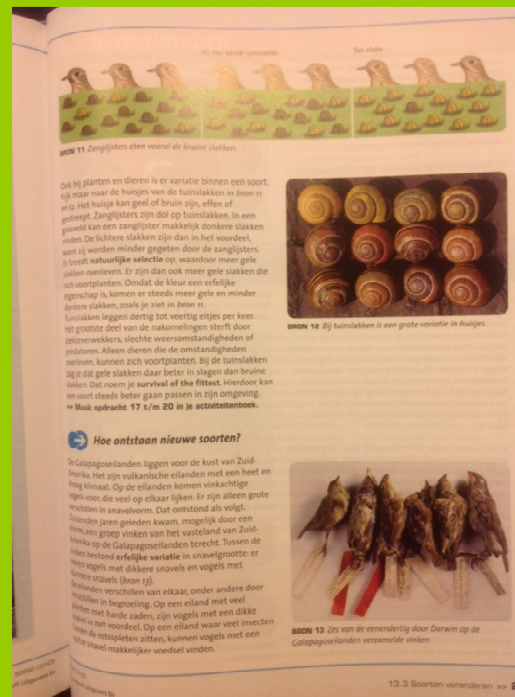 Ten slotte
BRON 11 Zanglijsters eten vooral de bruine slakken.
Ook bij planten en dieren is er variatie binnen een soort.
Kijk maar naar de huisjes van de tuinslakken in bron 11
en 12. Het huisje kan geel of bruin zijn, effen of
gestreept. Zanglijsters zijn dol op tuinslakken. In een
grasveld kan een zanglijster makkelijk donkere slakken
vinden. De lichtere slakken zijn dan in het voordeel,
want zij worden minder gegeten door de zanglijsters.
Er treedt natuurlijke selectie op, waardoor meer gele
slakken overleven. Er zijn dan ook meer gele slakken die
zich voortplanten. Omdat de kleur een erfelijke
eigenschap is, komen er steeds meer gele en minder
donkere slakken, zoals je ziet in bron 11.
Tuinslakken leggen dertig tot veertig eitjes per keer.
Het grootste deel van de nakomelingen sterft door
ziekteverwekkers, slechte weersomstandigheden of
predatoren. Alleen dieren die de omstandigheden
overleven, kunnen zich voortplanten. Bij de tuinslakken
zag je dat gele slakken daar beter in slagen dan bruine
slakken. Dat noem je survival of the fittest. Hierdoor kan
een soort steeds beter gaan passen in zijn omgeving.
>> Maak opdracht 17 t/m 20 in je activiteitenboek.
BRON 12 Bij tuinslakken is een grote variatie in huisjes.
Hoe ontstaan nieuwe soorten?
De Galapagoseilanden liggen voor de kust van Zuid-
Amerika. Het zijn vulkanische eilanden met een heet en
droog klimaat. Op de eilanden komen vinkachtige
vogels voor, die veel op elkaar lijken. Er zijn alleen grote
verschillen in snavelvorm. Dat ontstond als volgt.
Duizenden jaren geleden kwam, mogelijk door een
storm, een groep vinken van het vasteland van Zuid-
Amerika op de Galapagoseilanden terecht. Tussen de
vinken bestond erfelijke variatie in snavelgrootte: er
waren vogels met dikkere snavels en vogels met
dunnere snavels (bron 13).
De eilanden verschillen van elkaar, onder andere door
verschillen in begroeiing. Op een eiland met veel
planten met harde zaden, zijn vogels met een dikke
snavel in het voordeel. Op een eiland waar veel insecten
tussen de rotsspleten zitten, kunnen vogels met een
snavel makkelijker voedsel vinden.
BRON 13 Zes van de eenendertig door Darwin op de
Galapagoseilanden verzamelde vinken
13.3 Soorten veranderen >>